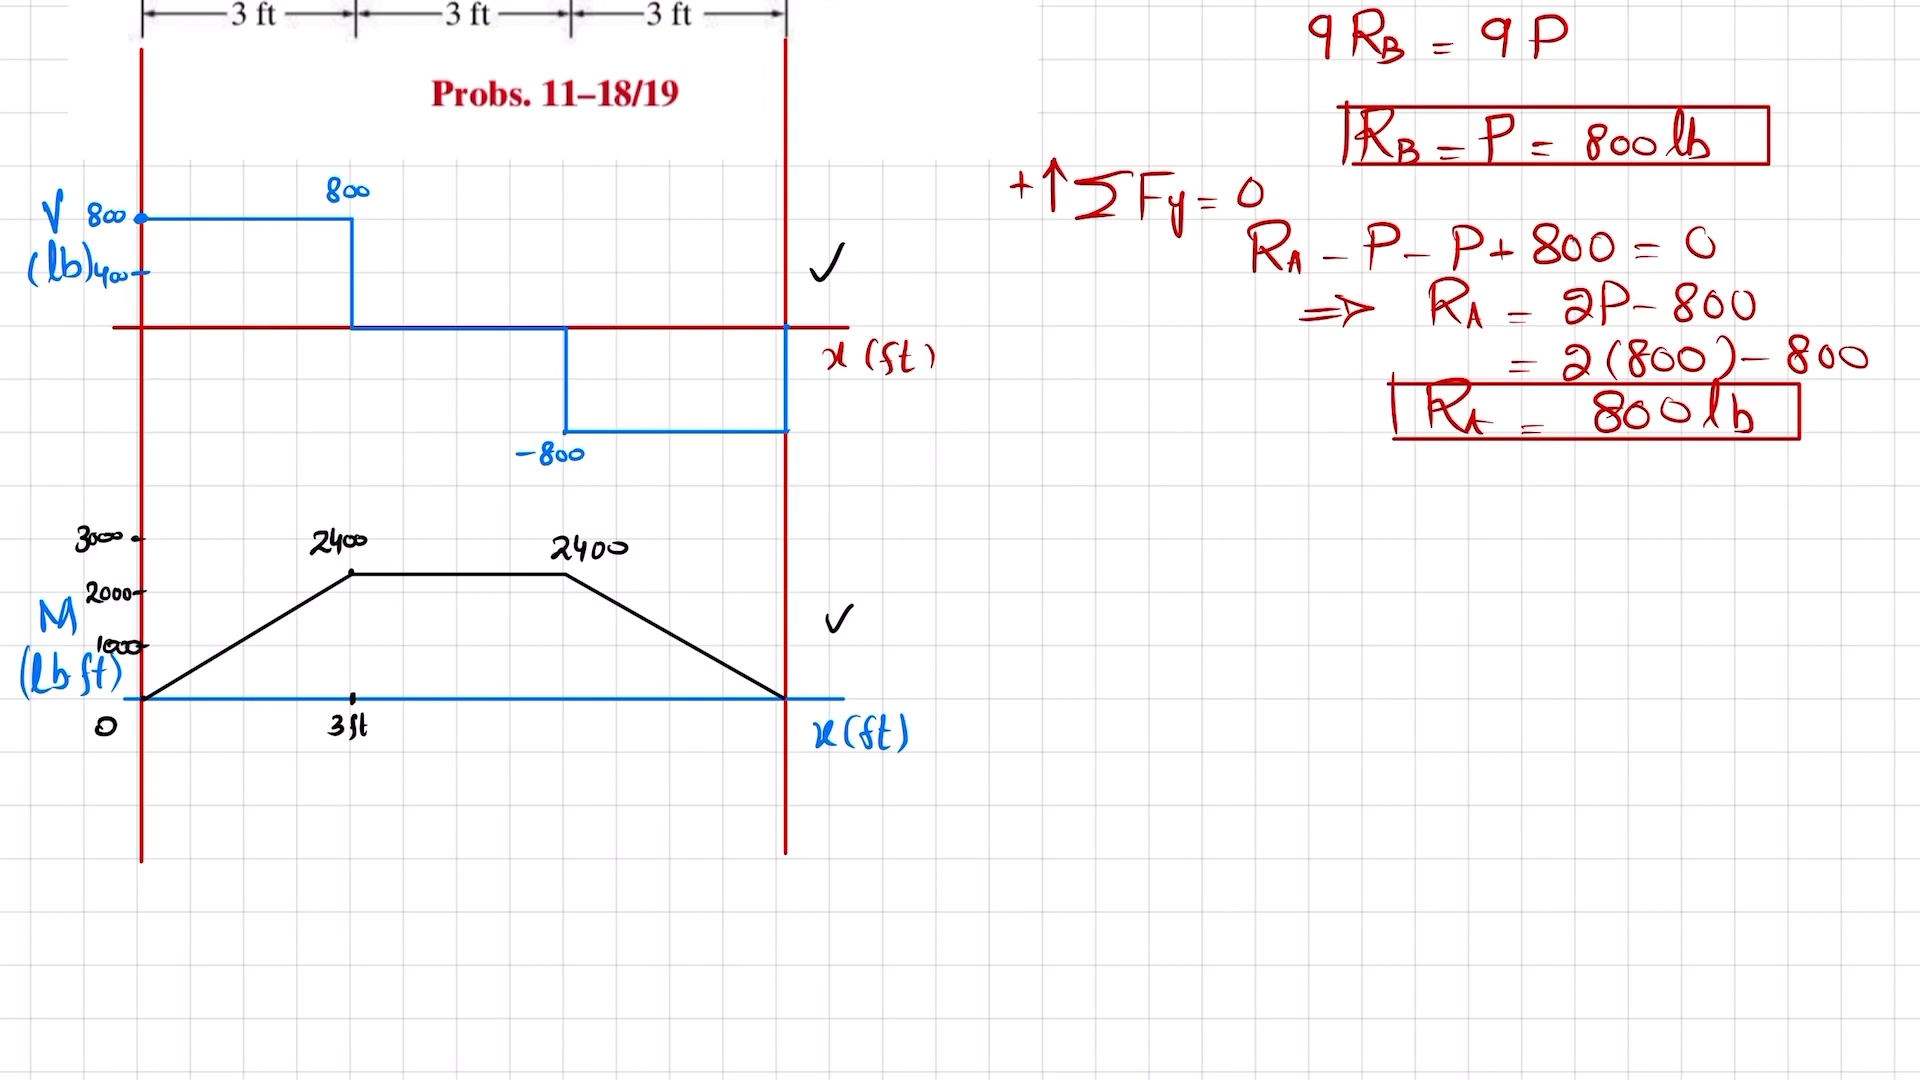 3 ft 3 ft 3 ft
Probs. 11–18/19
9 R_B = 9 P
R_B = P = 800 lb
+↑ ΣFy = 0
R_A - P - P + 800 = 0
⇒ R_A = 2P - 800
= 2(800) - 800
R_A = 800 lb
800
V 800
(lb) 400
✓
x (ft)
-800
3000
2400 2400
2000
M
1000
(lb ft)
✓
0
3 ft
x (ft)